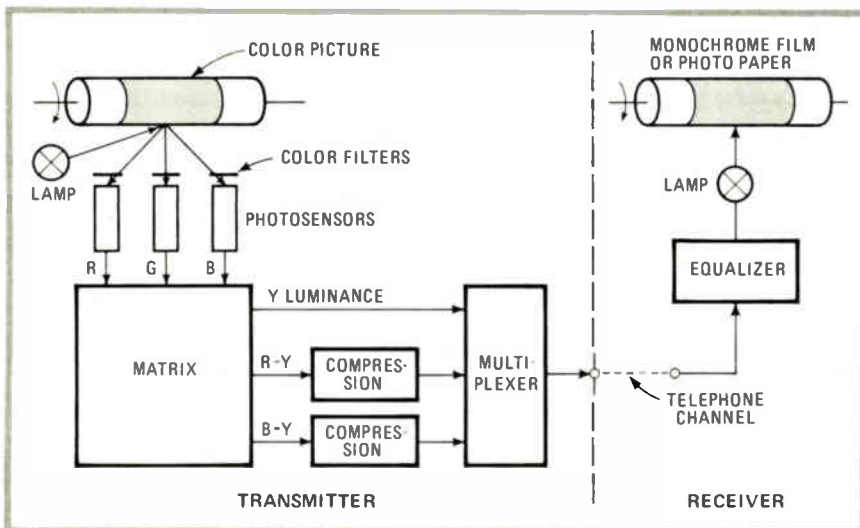 COLOR PICTURE
MONOCHROME FILM
OR PHOTO PAPER
LAMP
COLOR FILTERS
PHOTOSENSORS
R G B
LAMP
EQUALIZER
MATRIX
Y LUMINANCE
R-Y
COMPRES-
SION
B-Y
COMPRES-
SION
MULTI-
PLEXER
TELEPHONE
CHANNEL
TRANSMITTER
RECEIVER